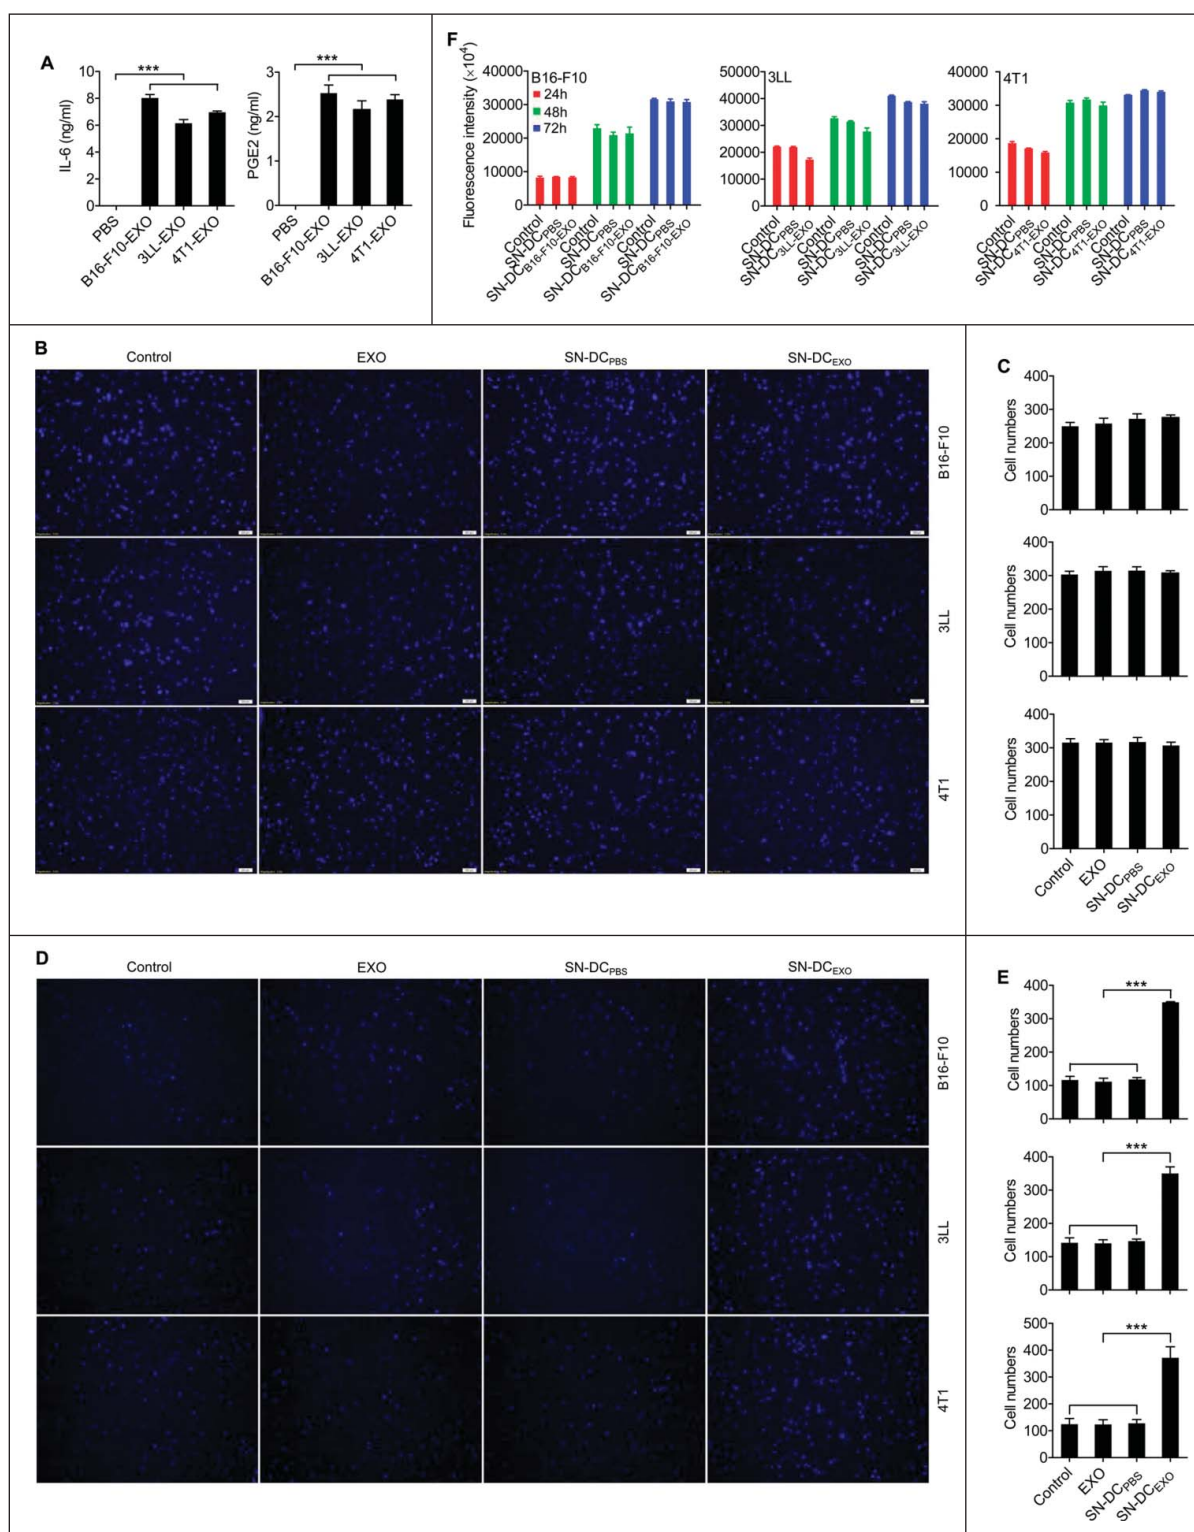 A
***
IL-6 (ng/ml)
10
8
6
4
2
0
PBS
B16-F10-EXO
3LL-EXO
4T1-EXO
***
PGE2 (ng/ml)
3
2
1
0
PBS
B16-F10-EXO
3LL-EXO
4T1-EXO
F
Fluorescence intensity (×10⁴)
B16-F10
24h
48h
72h
40000
30000
20000
10000
0
Control
SN-DCPBS
SN-DCB16-F10-EXO
Control
SN-DCPBS
SN-DCB16-F10-EXO
Control
SN-DCPBS
SN-DCB16-F10-EXO
3LL
50000
40000
30000
20000
10000
0
Control
SN-DCPBS
SN-DC3LL-EXO
Control
SN-DCPBS
SN-DC3LL-EXO
Control
SN-DCPBS
SN-DC3LL-EXO
4T1
40000
30000
20000
10000
0
Control
SN-DCPBS
SN-DC4T1-EXO
Control
SN-DCPBS
SN-DC4T1-EXO
Control
SN-DCPBS
SN-DC4T1-EXO
B
Control EXO SN-DCPBS SN-DCEXO
B16-F10
3LL
4T1
C
Cell numbers
400
300
200
100
0
Cell numbers
400
300
200
100
0
Cell numbers
400
300
200
100
0
Control
EXO
SN-DCPBS
SN-DCEXO
D
Control EXO SN-DCPBS SN-DCEXO
B16-F10
3LL
4T1
E
***
Cell numbers
400
300
200
100
0
***
Cell numbers
400
300
200
100
0
***
Cell numbers
500
400
300
200
100
0
Control
EXO
SN-DCPBS
SN-DCEXO